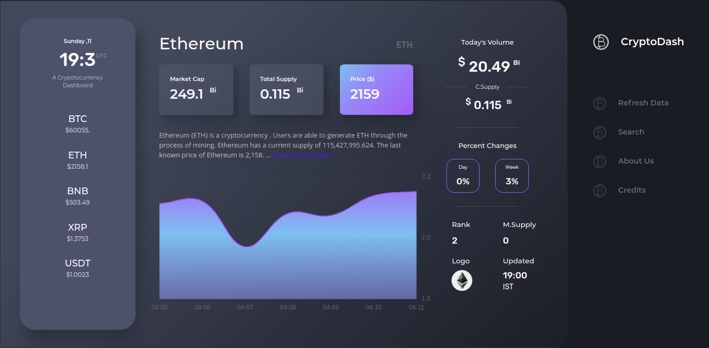 Sunday ,11
19:3 UTC
A Cryptocurrency
Dashboard
BTC
$60055.
ETH
$2158.1
BNB
$503.49
XRP
$1.3753
USDT
$1.0023
Ethereum
ETH
Market Cap
249.1 Bi
Total Supply
0.115 Bi
Price ($)
2159
Ethereum (ETH) is a cryptocurrency . Users are able to generate ETH through the
process of mining. Ethereum has a current supply of 115,427,995.624. The last
known price of Ethereum is 2,158. ...
2.2
2.0
1.8
04-05 04-06 04-07 04-08 04-09 04-10 04-11
Today's Volume
$ 20.49 Bi
C.Supply
$ 0.115 Bi
Percent Changes
Day
0%
Week
3%
Rank
2
M.Supply
0
Logo
Updated
19:00
IST
CryptoDash
Refresh Data
Search
About Us
Credits